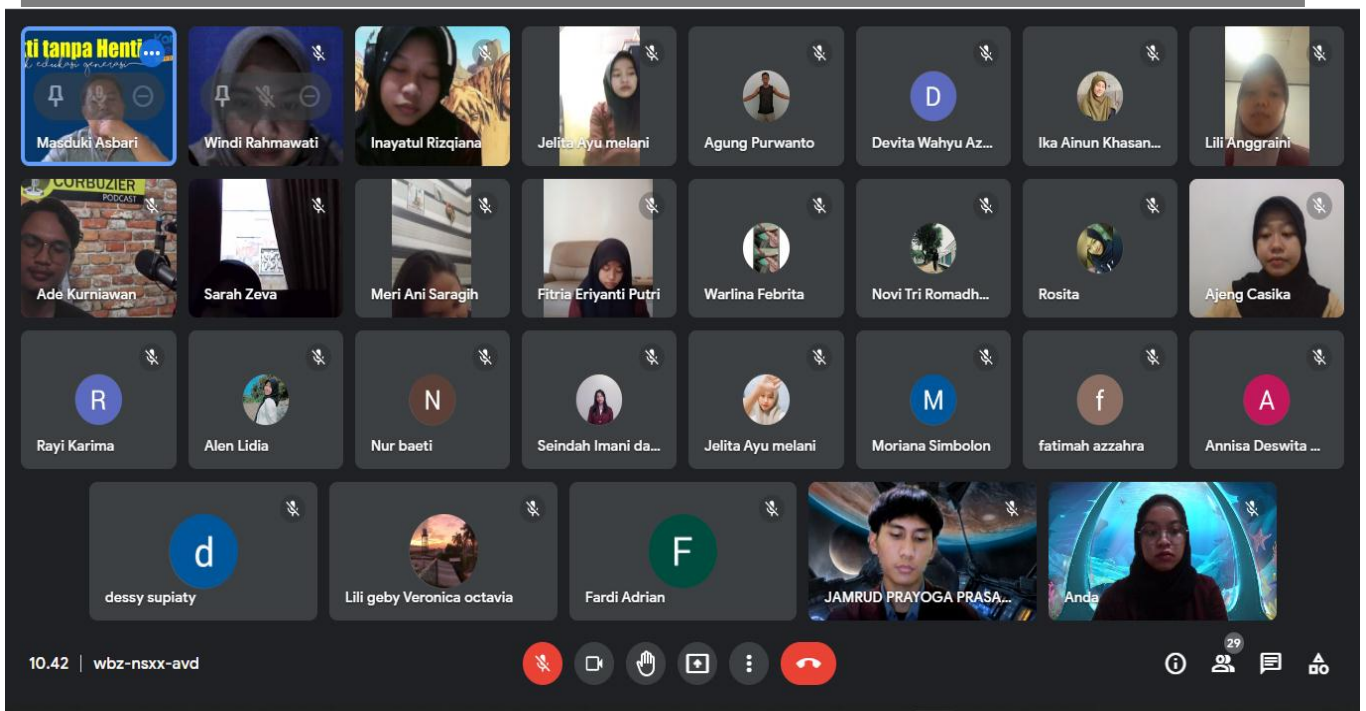 ti tanpa Henti
edukasi generasi
Masduki Asbari
Windi Rahmawati
Inayatul Rizqiana
Jelita Ayu melani
Agung Purwanto
D
Devita Wahyu Az...
Ika Ainun Khasan...
Lili Anggraini
CORBUZIER
PODCAST
Ade Kurniawan
Sarah Zeva
Meri Ani Saragih
Fitria Eriyanti Putri
Warlina Febrita
Novi Tri Romadh...
Rosita
Ajeng Casika
R
Rayi Karima
Alen Lidia
N
Nur baeti
Seindah Imani da...
Jelita Ayu melani
M
Moriana Simbolon
f
fatimah azzahra
A
Annisa Deswita ...
d
dessy supiaty
Lili geby Veronica octavia
F
Fardi Adrian
JAMRUD PRAYOGA PRASA...
Anda
10.42 | wbz-nsxx-avd
29